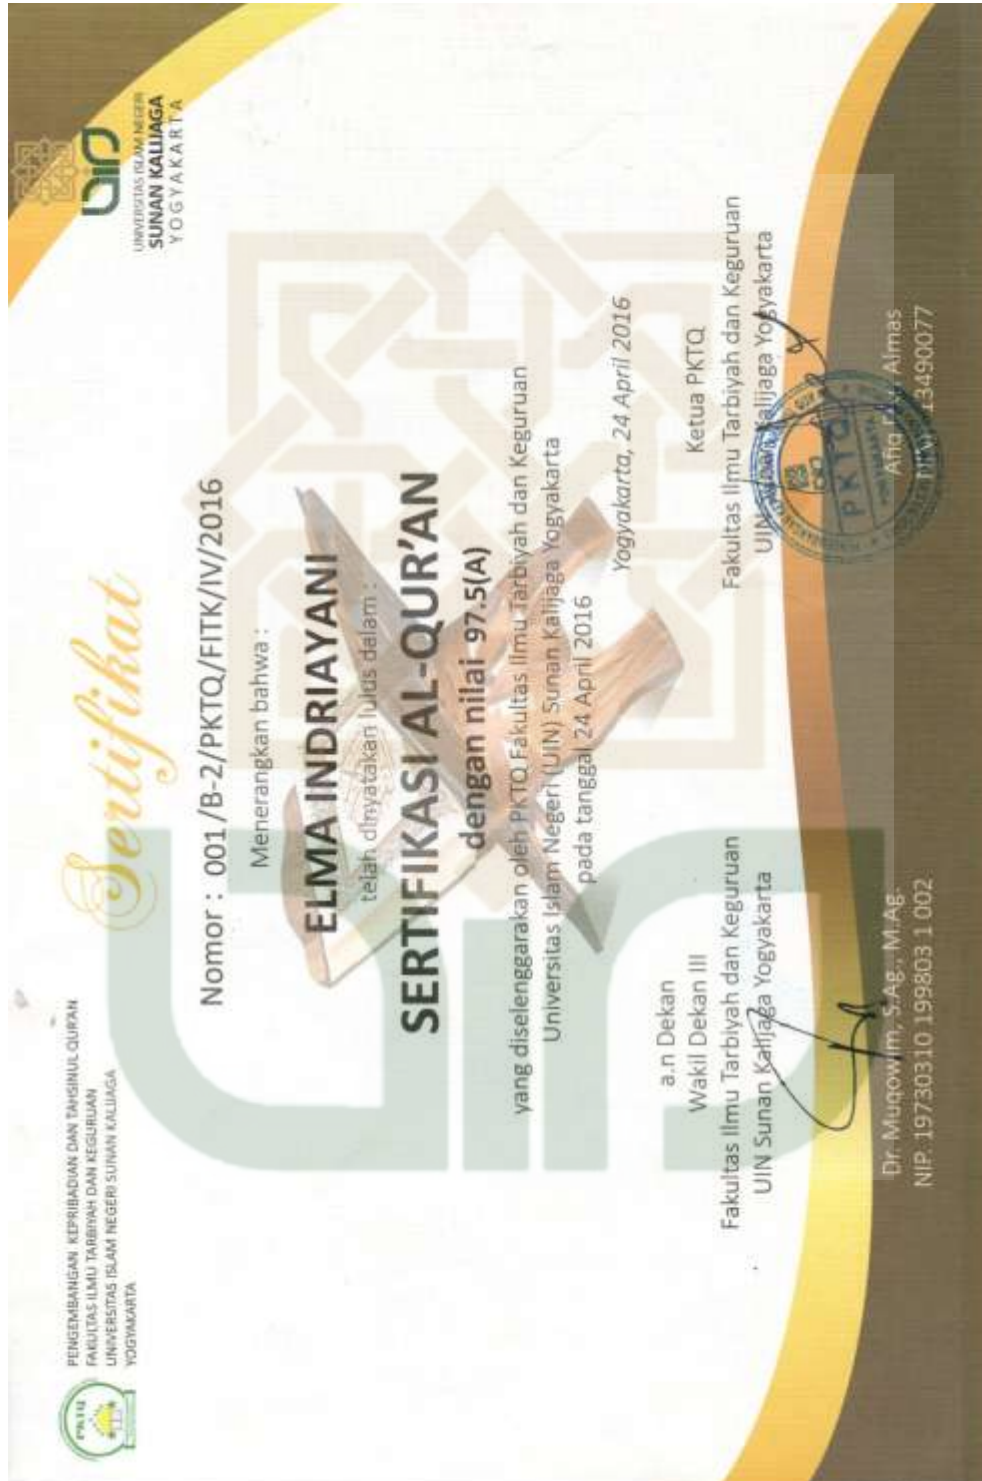 PKTQ
PENGEMBANGAN KEPRIBADIAN DAN TAHSINUL QUR'AN
FAKULTAS ILMU TARBIYAH DAN KEGURUAN
UNIVERSITAS ISLAM NEGERI SUNAN KALIJAGA
YOGYAKARTA
UNIVERSITAS ISLAM NEGERI
SUNAN KALIJAGA
YOGYAKARTA
Sertifikat
Nomor : 001 /B-2/PKTQ/FITK/IV/2016
Menerangkan bahwa :
ELMA INDRIAYANI
telah dinyatakan lulus dalam :
SERTIFIKASI AL-QUR'AN
dengan nilai 97.5(A)
yang diselenggarakan oleh PKTQ Fakultas Ilmu Tarbiyah dan Keguruan
Universitas Islam Negeri (UIN) Sunan Kalijaga Yogyakarta
pada tanggal 24 April 2016
Yogyakarta, 24 April 2016
a.n Dekan
Wakil Dekan III
Fakultas Ilmu Tarbiyah dan Keguruan
UIN Sunan Kalijaga Yogyakarta
Dr. Muqowim, S.Ag., M.Ag.
NIP. 19730310 199803 1 002
Ketua PKTQ
Fakultas Ilmu Tarbiyah dan Keguruan
UIN Sunan Kalijaga Yogyakarta
PKTQ
Almas
13490077